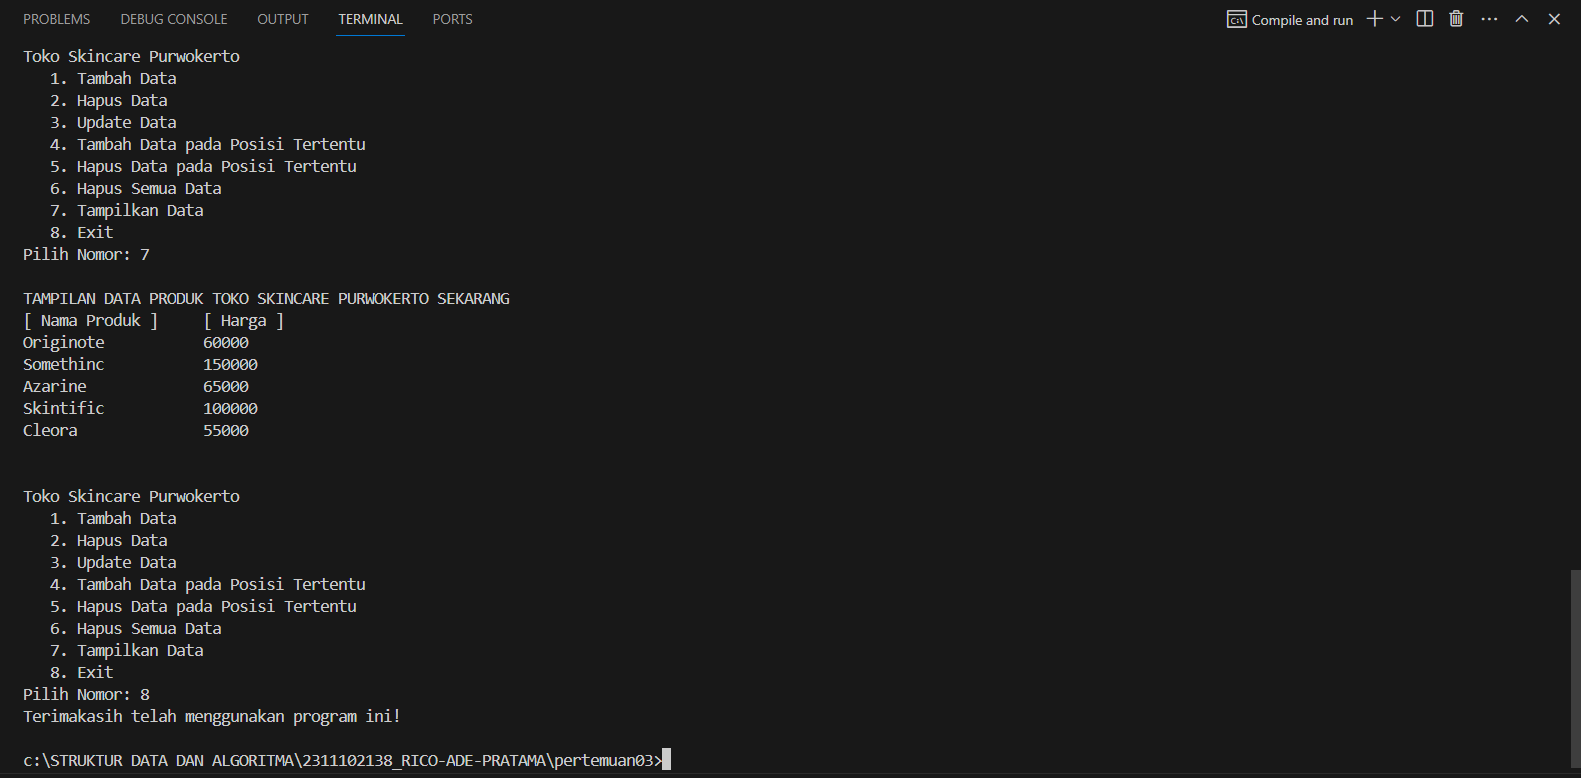 PROBLEMS DEBUG CONSOLE OUTPUT TERMINAL PORTS Compile and run
Toko Skincare Purwokerto
   1. Tambah Data
   2. Hapus Data
   3. Update Data
   4. Tambah Data pada Posisi Tertentu
   5. Hapus Data pada Posisi Tertentu
   6. Hapus Semua Data
   7. Tampilkan Data
   8. Exit
Pilih Nomor: 7
TAMPILAN DATA PRODUK TOKO SKINCARE PURWOKERTO SEKARANG
[ Nama Produk ]     [ Harga ]
Originote           60000
Somethinc           150000
Azarine             65000
Skintific           100000
Cleora              55000
Toko Skincare Purwokerto
   1. Tambah Data
   2. Hapus Data
   3. Update Data
   4. Tambah Data pada Posisi Tertentu
   5. Hapus Data pada Posisi Tertentu
   6. Hapus Semua Data
   7. Tampilkan Data
   8. Exit
Pilih Nomor: 8
Terimakasih telah menggunakan program ini!
c:\STRUKTUR DATA DAN ALGORITMA\2311102138_RICO-ADE-PRATAMA\pertemuan03>